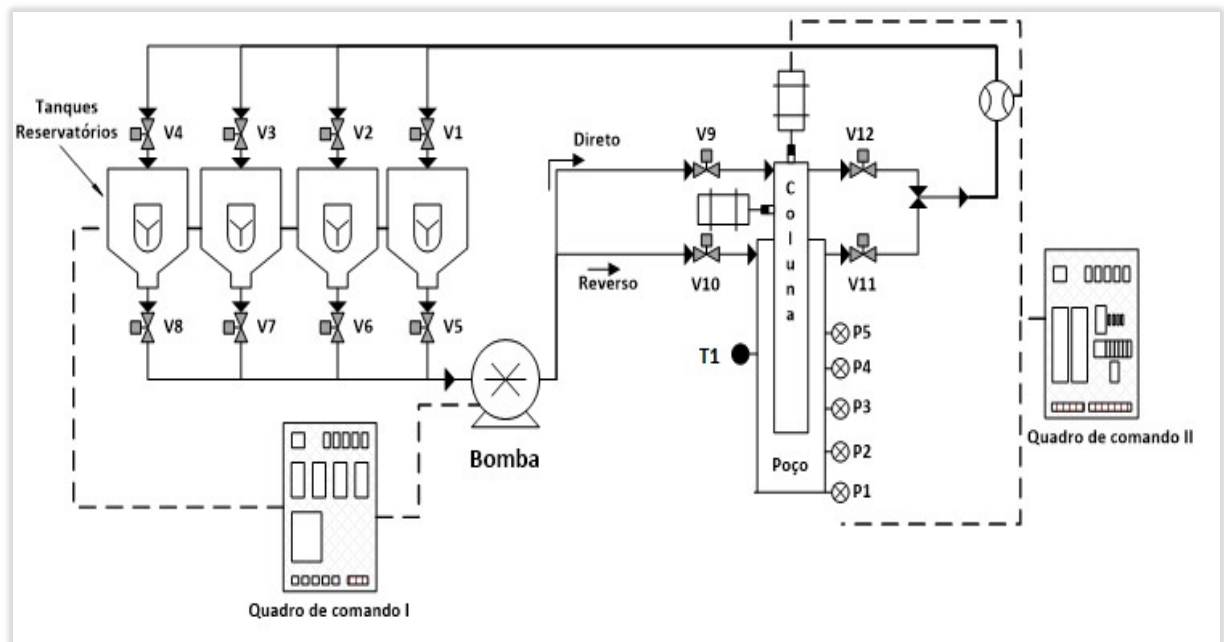 Tanques
Reservatórios
V4
V3
V2
V1
Direto
V9
V12
Coluna
V8
V7
V6
V5
Reverso
V10
V11
T1
P5
P4
P3
P2
P1
Bomba
Poço
Quadro de comando I
Quadro de comando II